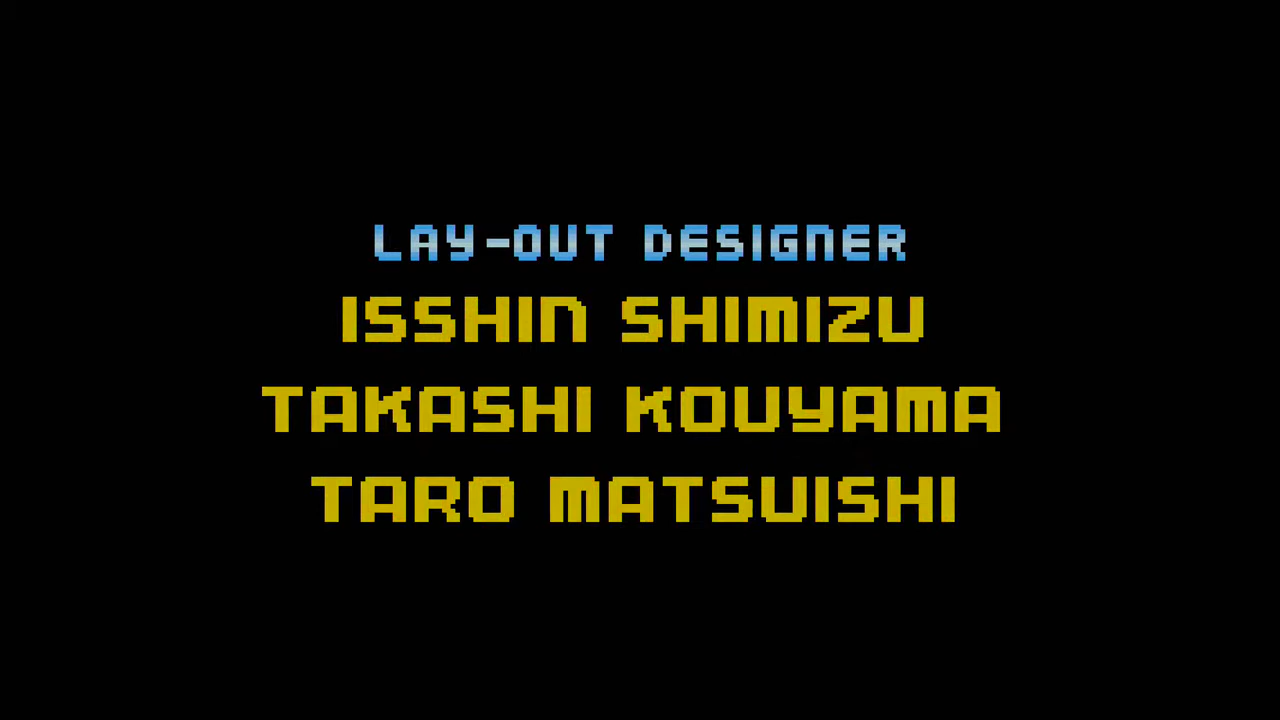 LAY-OUT DESIGNER
ISSHIN SHIMIZU
TAKASHI KOUYAMA
TARO MATSUISHI